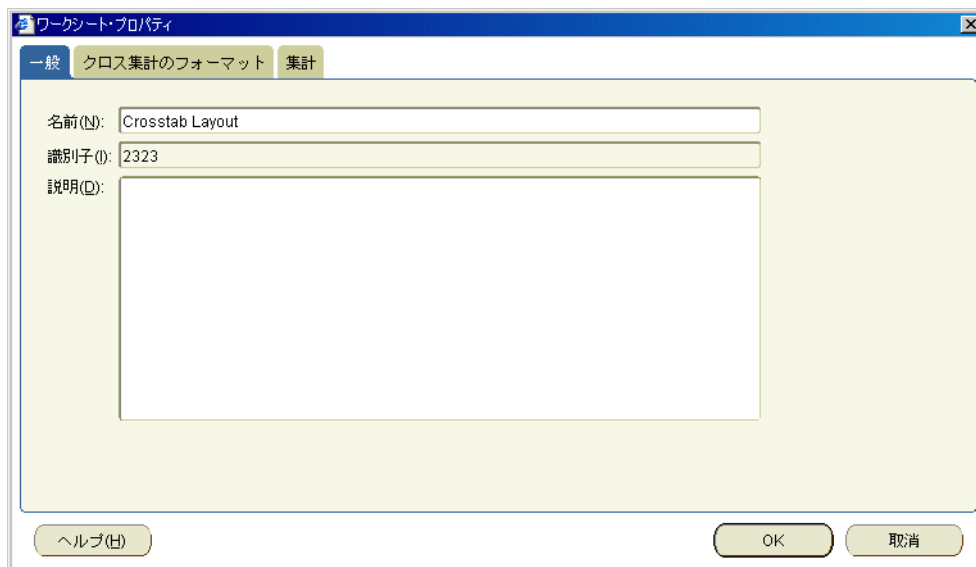 ワークシート・プロパティ
一般 クロス集計のフォーマット 集計
名前(N): Crosstab Layout
識別子(I): 2323
説明(D):
ヘルプ(H) OK 取消